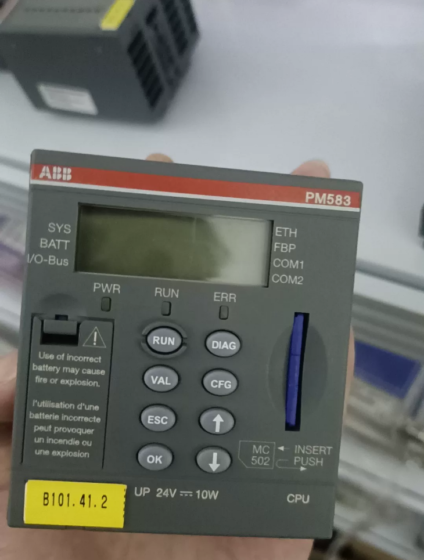 ABB
PM583
SYS
BATT
I/O-Bus
ETH
FBP
COM1
COM2
PWR
RUN
ERR
Use of incorrect
battery may cause
fire or explosion.
l'utilisation d'une
batterie incorrecte
peut provoquer
un incendie ou
une explosion
RUN
DIAG
VAL
CFG
ESC
OK
MC
502
INSERT
PUSH
B101.41.2
UP 24V ⎓ 10W
CPU